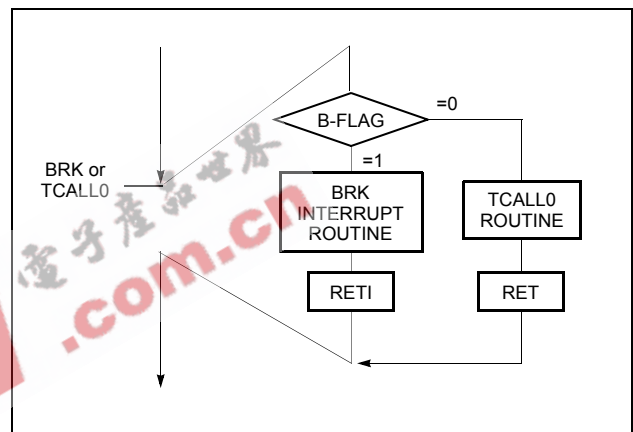 B-FLAG
=0
=1
BRK or
TCALL0
BRK
INTERRUPT
ROUTINE
TCALL0
ROUTINE
RETI
RET
電子產品世界
.com.cn